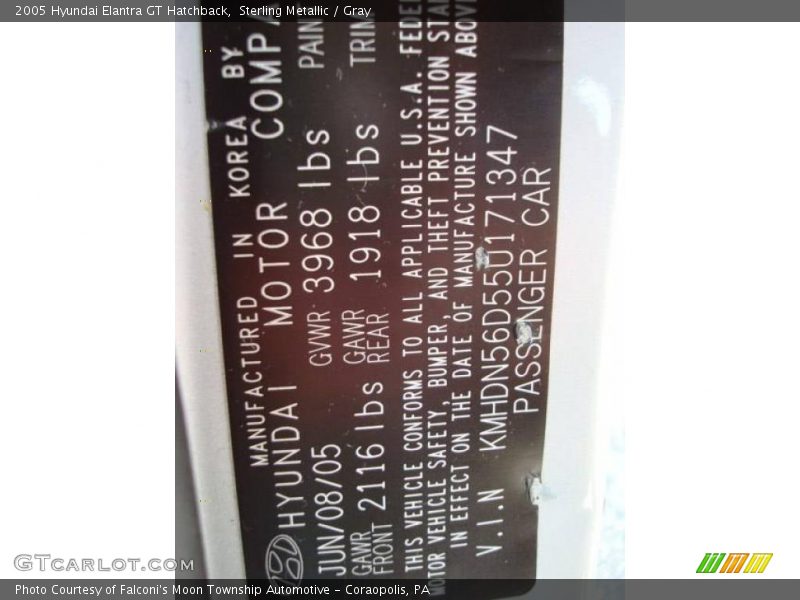 2005 Hyundai Elantra GT Hatchback, Sterling Metallic / Gray
MANUFACTURED IN KOREA BY
HYUNDAI MOTOR COMPA
JUN/08/05 GVWR 3968 lbs PAIN
GAWR FRONT 2116 lbs GAWR REAR 1918 lbs TRIM
THIS VEHICLE CONFORMS TO ALL APPLICABLE U.S.A. FEDE
MOTOR VEHICLE SAFETY, BUMPER, AND THEFT PREVENTION STA
IN EFFECT ON THE DATE OF MANUFACTURE SHOWN ABOV
V.I.N KMHDN56D55U171347
PASSENGER CAR
GTCarlot.com
Photo Courtesy of Falconi's Moon Township Automotive - Coraopolis, PA